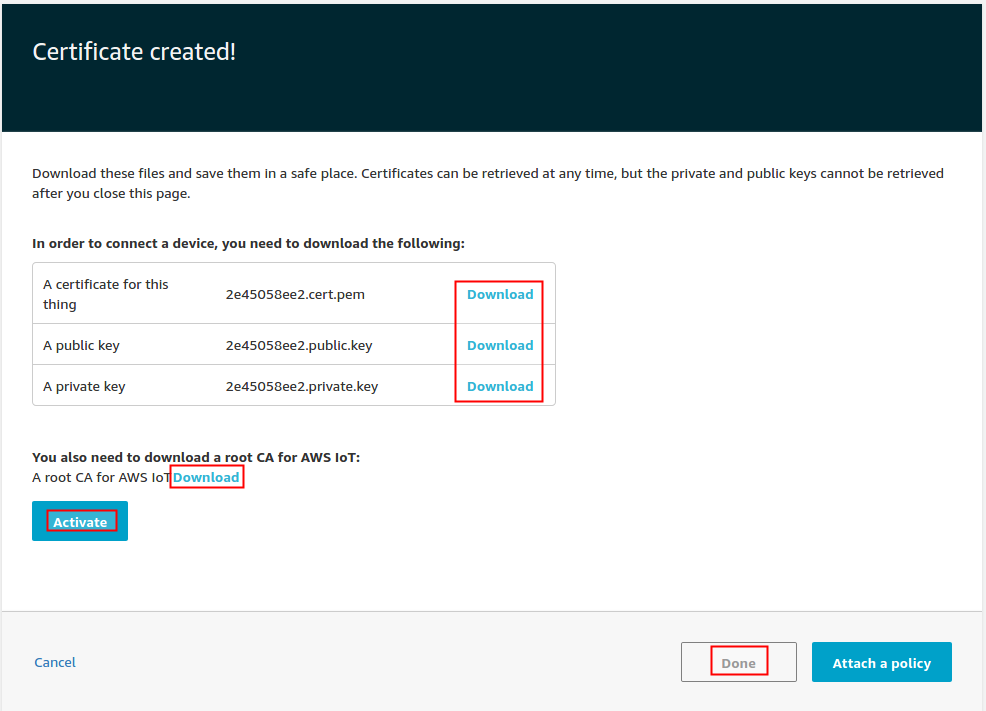 Certificate created!
Download these files and save them in a safe place. Certificates can be retrieved at any time, but the private and public keys cannot be retrieved
after you close this page.
In order to connect a device, you need to download the following:
A certificate for this
thing
2e45058ee2.cert.pem
Download
A public key
2e45058ee2.public.key
Download
A private key
2e45058ee2.private.key
Download
You also need to download a root CA for AWS IoT:
A root CA for AWS IoT Download
Activate
Cancel
Done
Attach a policy